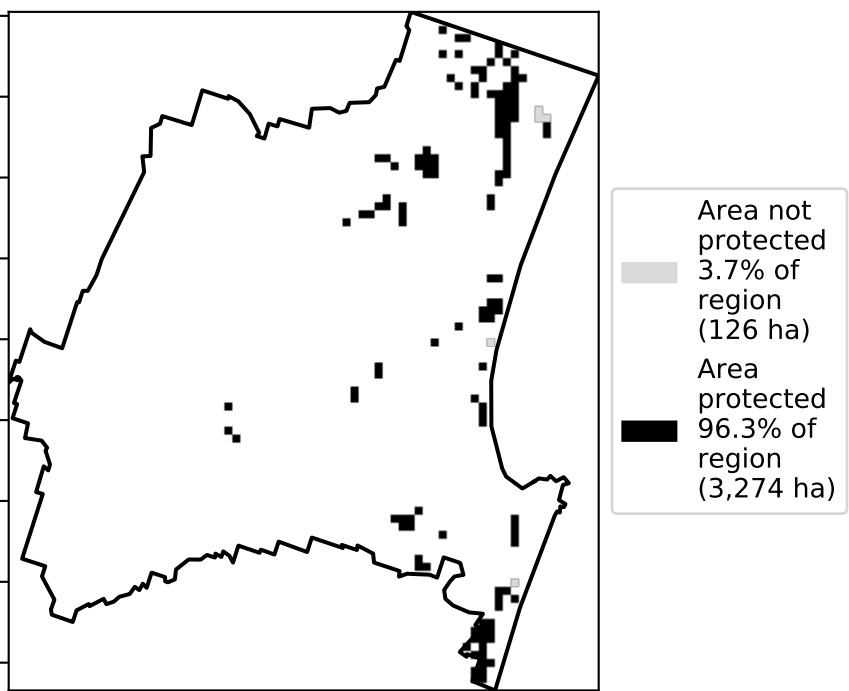 Area not
protected
3.7% of
region
(126 ha)
Area
protected
96.3% of
region
(3,274 ha)